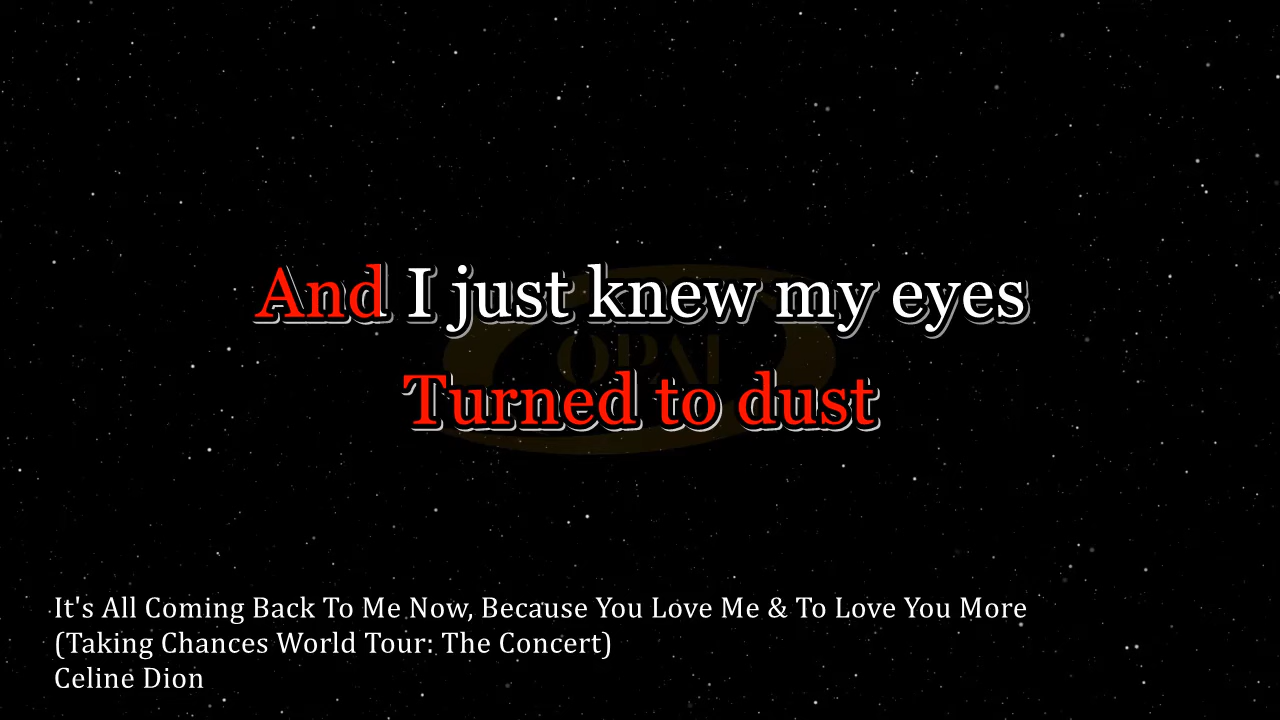 And I just knew my eyes
OPAL
Turned to dust
It's All Coming Back To Me Now, Because You Love Me & To Love You More
(Taking Chances World Tour: The Concert)
Celine Dion